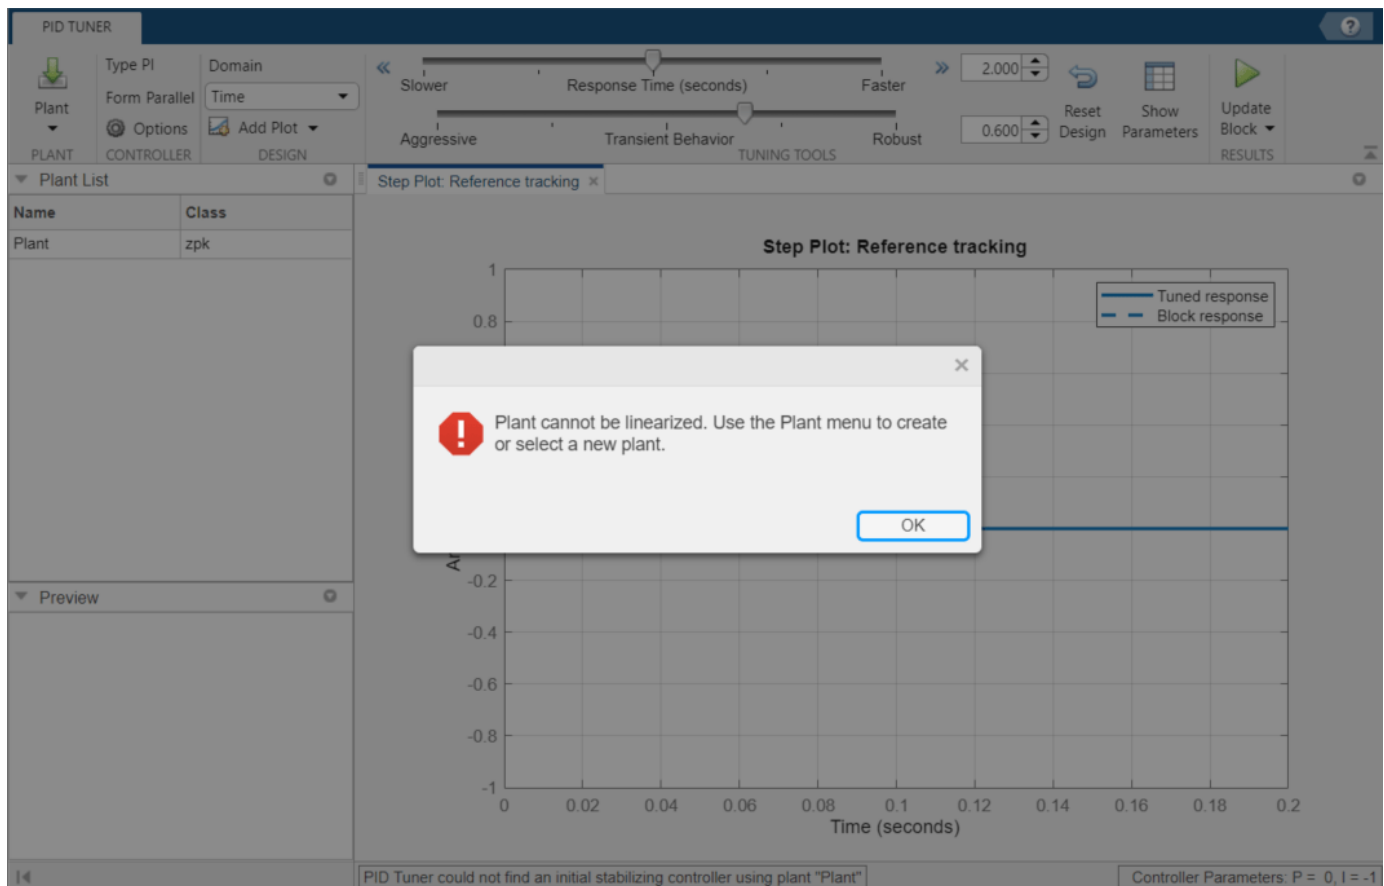 PID TUNER
?
Plant
Type PI
Form Parallel
Options
Domain
Time
Add Plot
Slower
Response Time (seconds)
Faster
2.000
Aggressive
Transient Behavior
Robust
0.600
Reset
Design
Show
Parameters
Update
Block
PLANT
CONTROLLER
DESIGN
TUNING TOOLS
RESULTS
Plant List
Name Class
Plant zpk
Preview
Step Plot: Reference tracking
Step Plot: Reference tracking
Tuned response
Block response
1
0.8
Plant cannot be linearized. Use the Plant menu to create
or select a new plant.
OK
-0.2
-0.4
-0.6
-0.8
-1
0 0.02 0.04 0.06 0.08 0.1 0.12 0.14 0.16 0.18 0.2
Time (seconds)
PID Tuner could not find an initial stabilizing controller using plant "Plant"
Controller Parameters: P = 0, I = -1